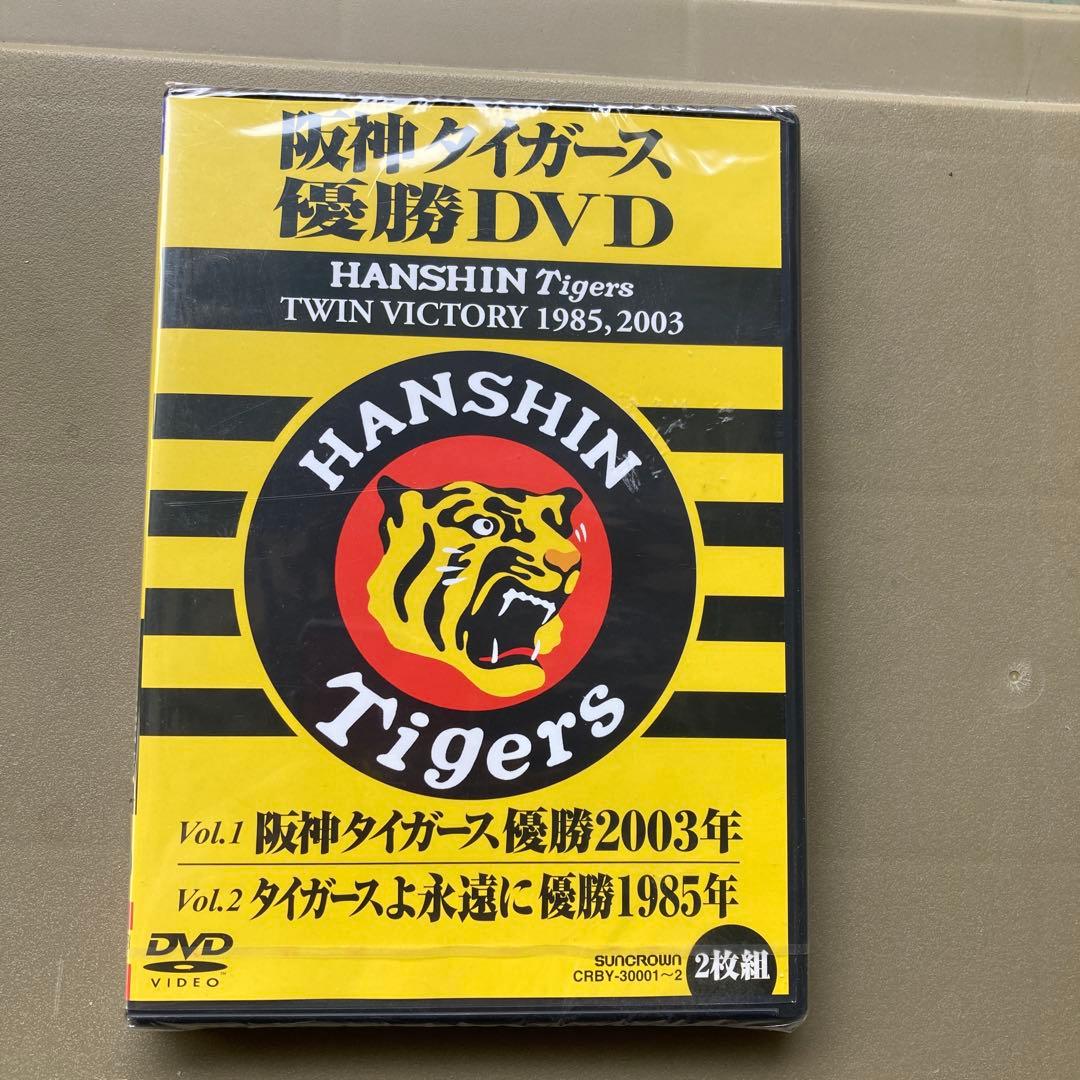 阪神タイガース
優勝DVD
HANSHIN Tigers
TWIN VICTORY 1985,2003
HANSHIN
Tigers
Vol.1 阪神タイガース優勝2003年
Vol.2 タイガースよ永遠に 優勝1985年
DVD
VIDEO
SUNCROWN
CRBY-30001〜2
2枚組